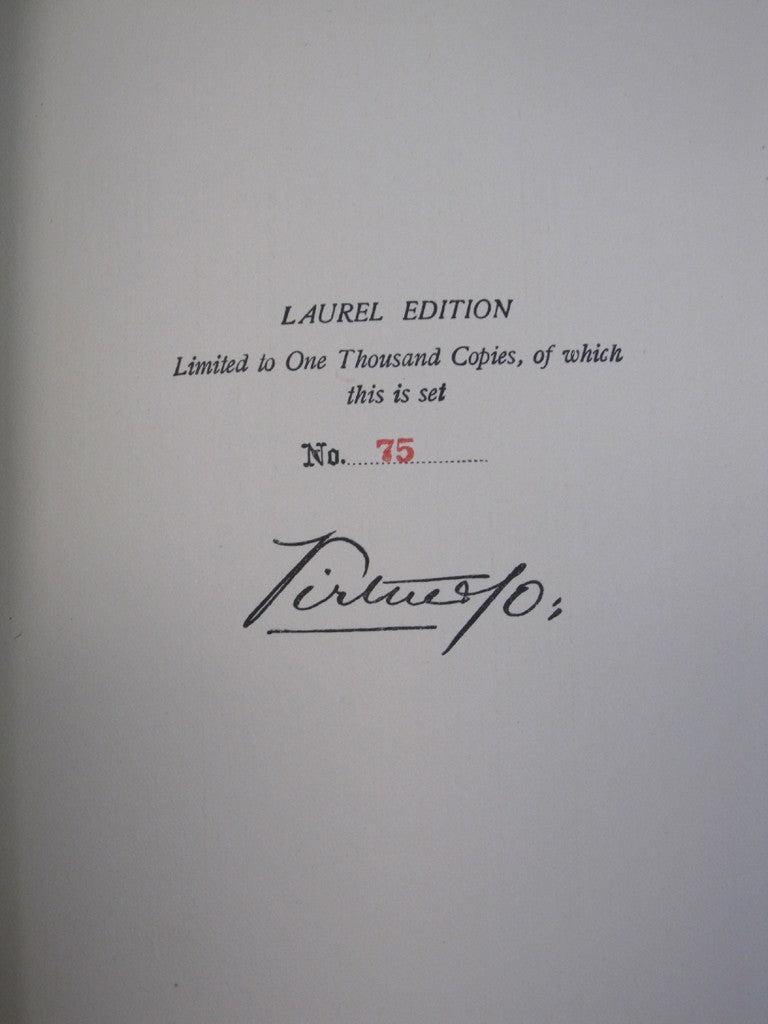 LAUREL EDITION
Limited to One Thousand Copies, of which
this is set
No. 75
Virtue & Co: